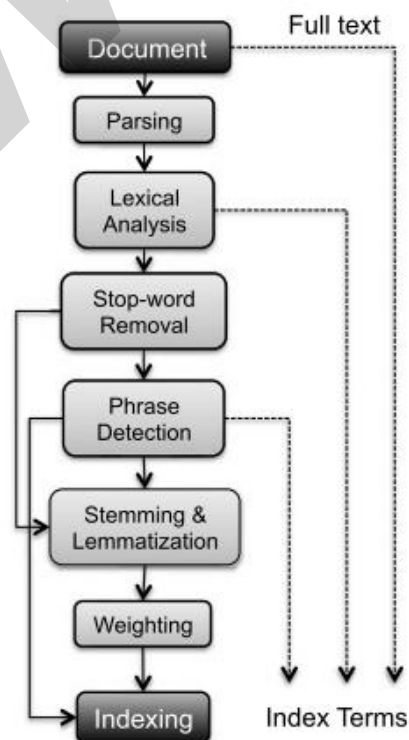 Full text
Document
Parsing
Lexical
Analysis
Stop-word
Removal
Phrase
Detection
Stemming &
Lemmatization
Weighting
Indexing
Index Terms